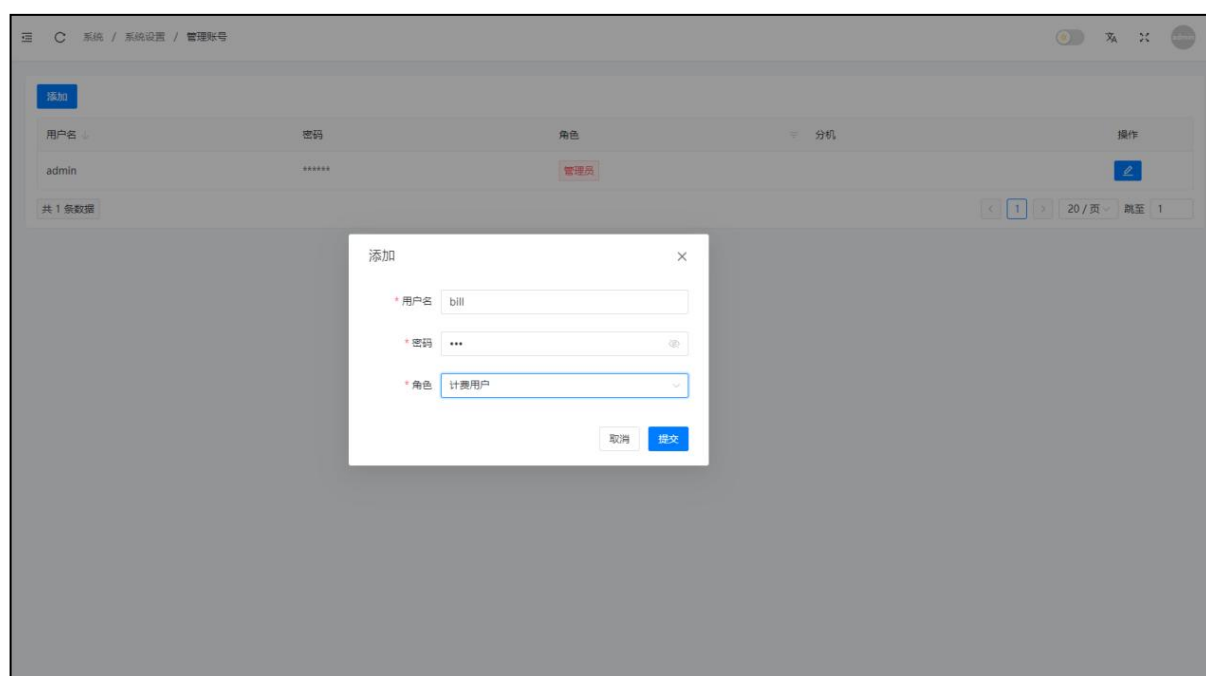 系统 / 系统设置 / 管理账号
admin
添加
用户名 密码 角色 分机 操作
admin ****** 管理员
共 1 条数据 1 20 / 页 跳至 1
添加
* 用户名 bill
* 密码 •••
* 角色 计费用户
取消 提交